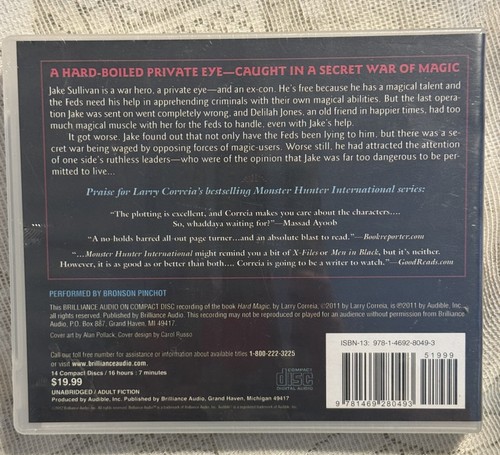 A HARD-BOILED PRIVATE EYE—CAUGHT IN A SECRET WAR OF MAGIC
Jake Sullivan is a war hero, a private eye—and an ex-con. He's free because he has a magical talent and
the Feds need his help in apprehending criminals with their own magical abilities. But the last opera-
tion Jake was sent on went completely wrong, and Delilah Jones, an old friend in happier times, had too
much magical muscle with her for the Feds to handle, even with Jake's help.
It got worse. Jake found out that not only have the Feds been lying to him, but there was a se-
cret war being waged by opposing forces of magic-users. Worse still, he had attracted the attention
of one side's ruthless leaders—who were of the opinion that Jake was far too dangerous to be per-
mitted to live...
Praise for Larry Correia's bestselling Monster Hunter International series:
"The plotting is excellent, and Correia makes you care about the characters....
So, whaddaya waiting for?"—Massad Ayoob
"A no-holds barred all-out page turner...and an absolute blast to read."—Bookreporter.com
"...Monster Hunter International might remind you a bit of X-Files or Men in Black, but it's neither.
However, it is as good as or better than both.... Correia is going to be a writer to watch."—GoodReads.com
PERFORMED BY BRONSON PINCHOT
This BRILLIANCE AUDIO ON COMPACT DISC recording of the book Hard Magic, by Larry Correia, ©2011 by Larry Correia, is ℗2011 by Audible, Inc.,
all rights reserved. Published by Brilliance Audio. This recording may not be reproduced or played for an audience without permission from Brilliance
Audio, P.O. Box 887, Grand Haven, MI 49417
Cover art by Alan Pollack. Cover design by Carol Russo
Call our toll free number for assistance or information about available titles 1-800-222-3225
or visit www.brillianceaudio.com.
14 Compact Discs / 16 hours : 7 minutes
$19.99
UNABRIDGED / ADULT FICTION
Produced by Audible, Inc. Published by Brilliance Audio, Grand Haven, Michigan 49417
COMPACT
disc
DIGITAL AUDIO
ISBN-13: 978-1-4692-8049-3
51999
9 781469 280493